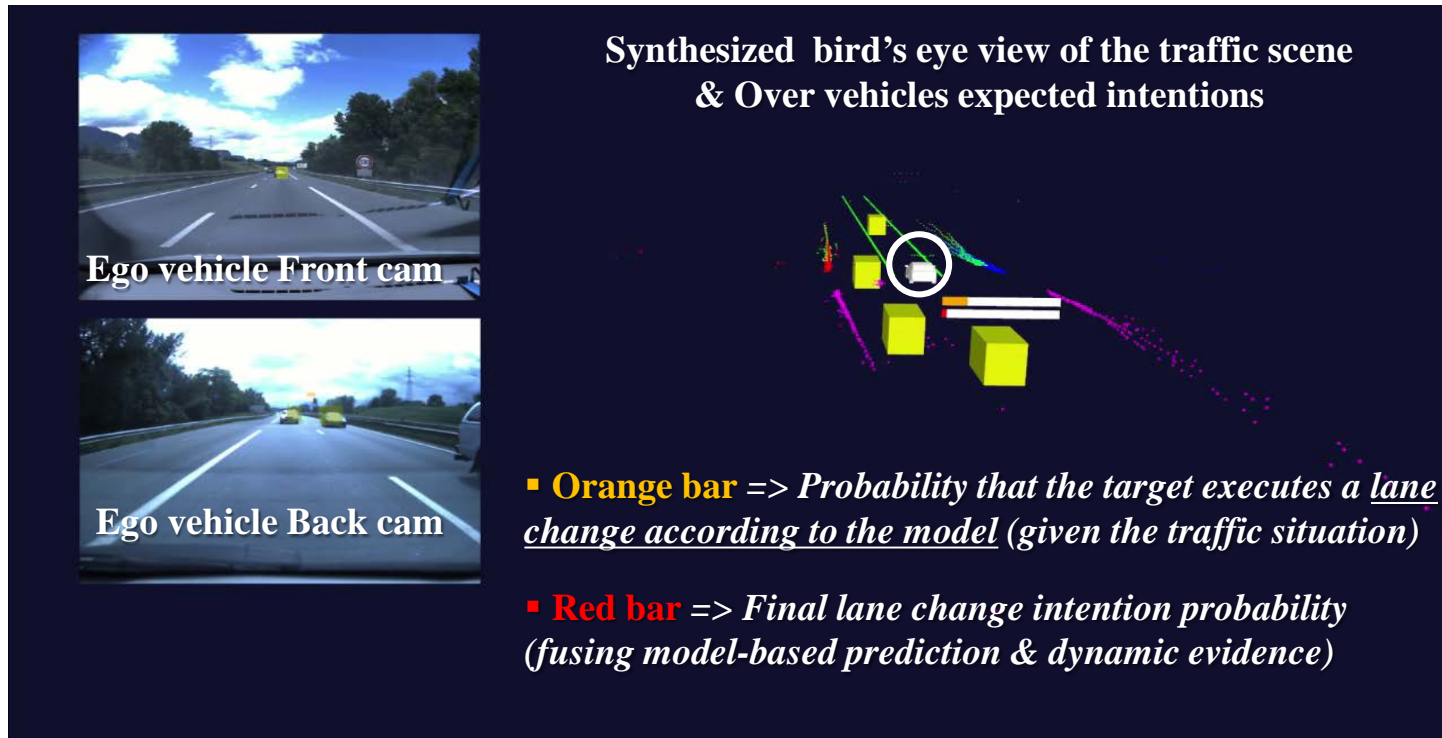 Synthesized bird's eye view of the traffic scene
& Over vehicles expected intentions
Ego vehicle Front cam
Ego vehicle Back cam
▪ Orange bar => Probability that the target executes a lane
change according to the model (given the traffic situation)
▪ Red bar => Final lane change intention probability
(fusing model-based prediction & dynamic evidence)